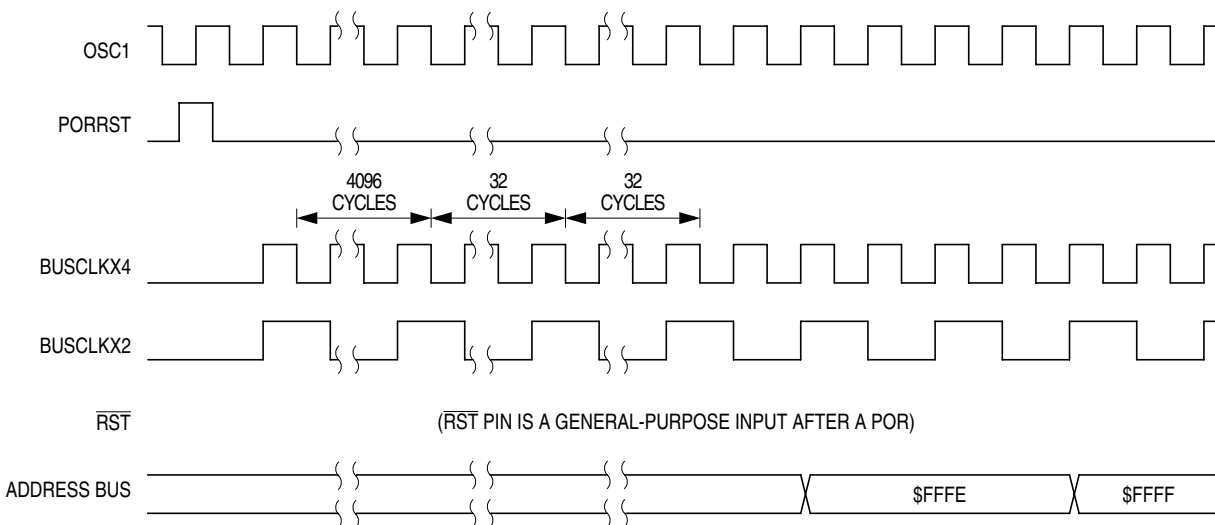 OSC1
PORRST
4096
CYCLES
32
CYCLES
32
CYCLES
BUSCLKX4
BUSCLKX2
RST
(RST PIN IS A GENERAL-PURPOSE INPUT AFTER A POR)
ADDRESS BUS
$FFFE
$FFFF